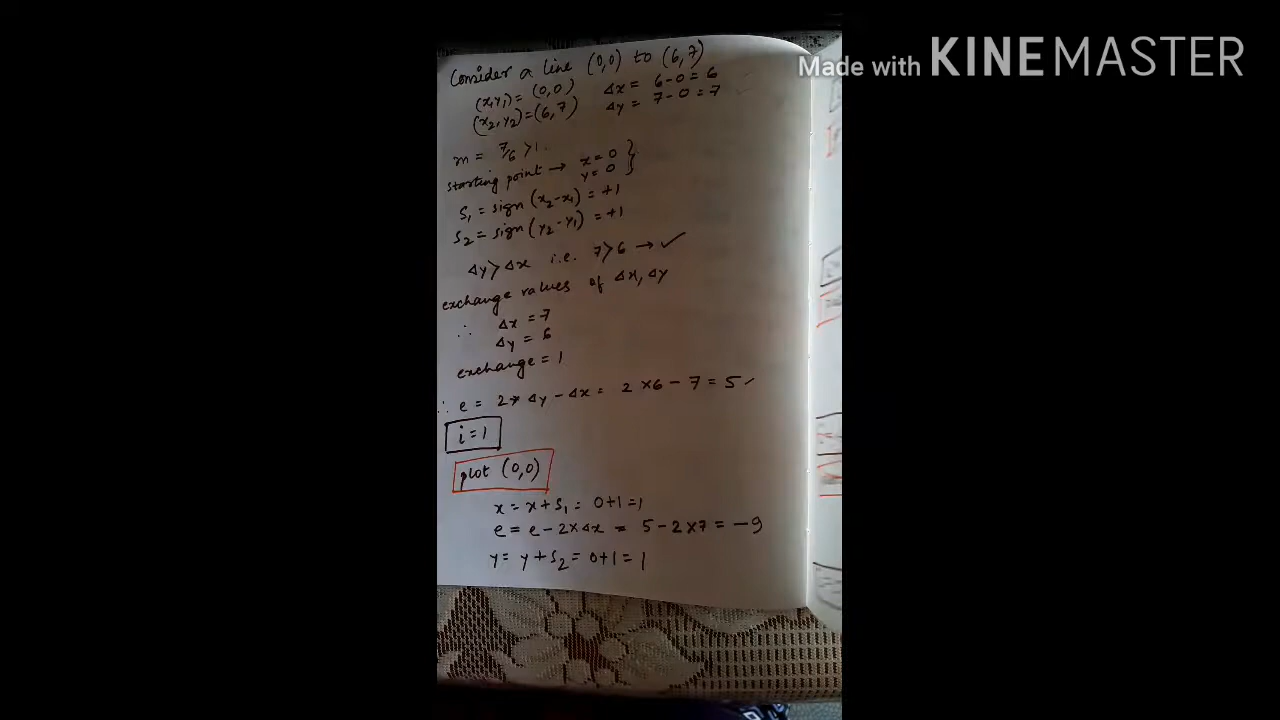 Made with KINEMASTER
Consider a line (0,0) to (6,7)
(x₁y₁) = (0,0) Δx = 6-0 = 6
(x₂,y₂) = (6,7) Δy = 7-0 = 7
m = 7/6 > 1.
starting point → x = 0 }
y = 0
S₁ = sign (x₂-x₁) = +1
S₂ = sign (y₂-y₁) = +1
Δy > Δx i.e. 7>6 → ✓
exchange values of Δx, Δy
∴ Δx = 7
Δy = 6
exchange = 1
∴ e = 2* Δy - Δx = 2×6 - 7 = 5 ✓
i = 1
plot (0,0)
x = x+S₁ = 0+1 = 1
e = e - 2×Δx = 5 - 2×7 = -9
y = y+S₂ = 0+1 = 1